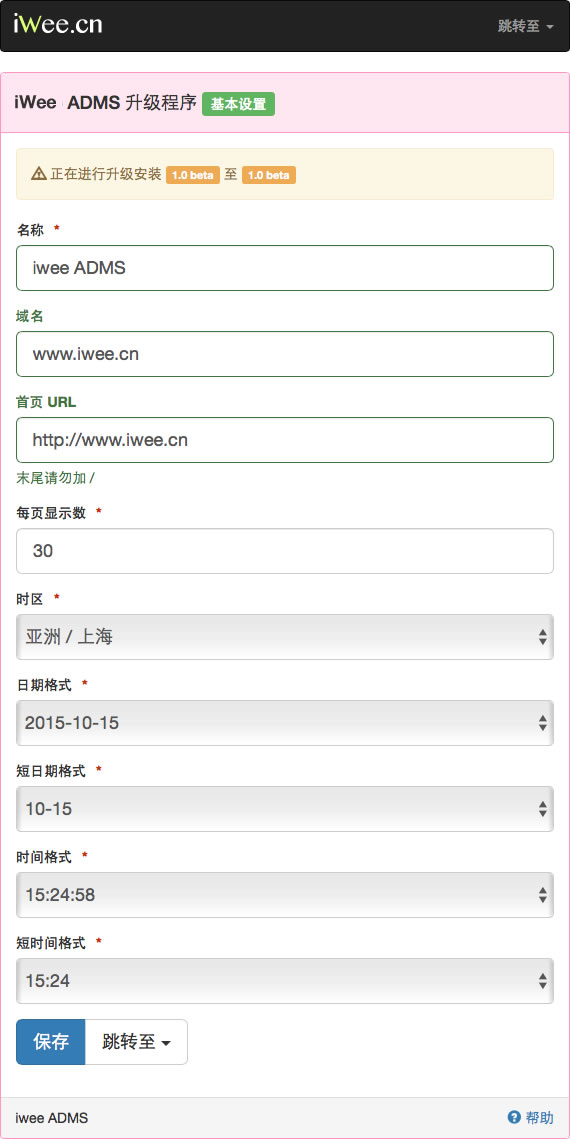 iWee.cn
跳转至
iWee ADMS 升级程序 基本设置
正在进行升级安装 1.0 beta 至 1.0 beta
名称 *
iwee ADMS
域名
www.iwee.cn
首页 URL
http://www.iwee.cn
末尾请勿加 /
每页显示数 *
30
时区 *
亚洲 / 上海
日期格式 *
2015-10-15
短日期格式 *
10-15
时间格式 *
15:24:58
短时间格式 *
15:24
保存 跳转至
iwee ADMS
帮助